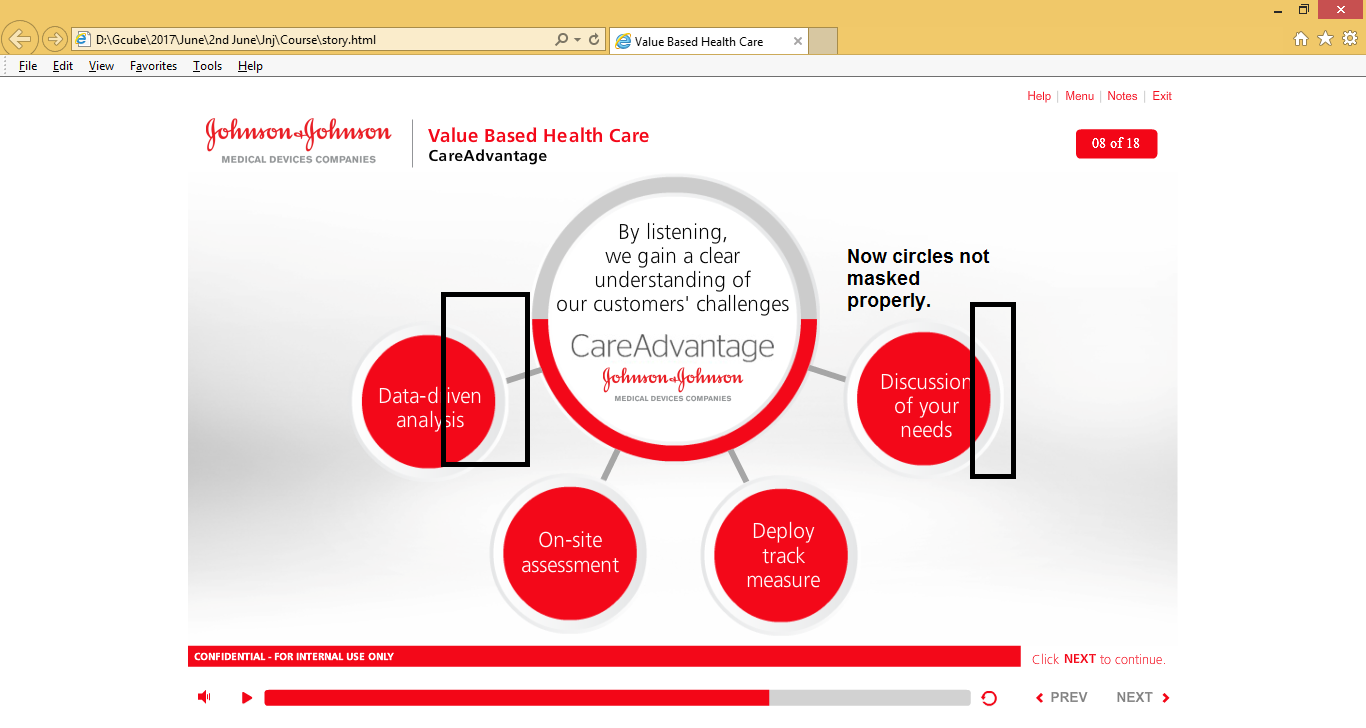 D:\Gcube\2017\June\2nd June\Jnj\Course\story.html
Value Based Health Care
File Edit View Favorites Tools Help
Help | Menu | Notes | Exit
Johnson & Johnson
MEDICAL DEVICES COMPANIES
Value Based Health Care
CareAdvantage
08 of 18
By listening,
we gain a clear
understanding of
our customers' challenges
CareAdvantage
Johnson & Johnson
MEDICAL DEVICES COMPANIES
Now circles not
masked
properly.
Data-driven
analysis
Discussion
of your
needs
On-site
assessment
Deploy
track
measure
CONFIDENTIAL - FOR INTERNAL USE ONLY
Click NEXT to continue.
PREV NEXT